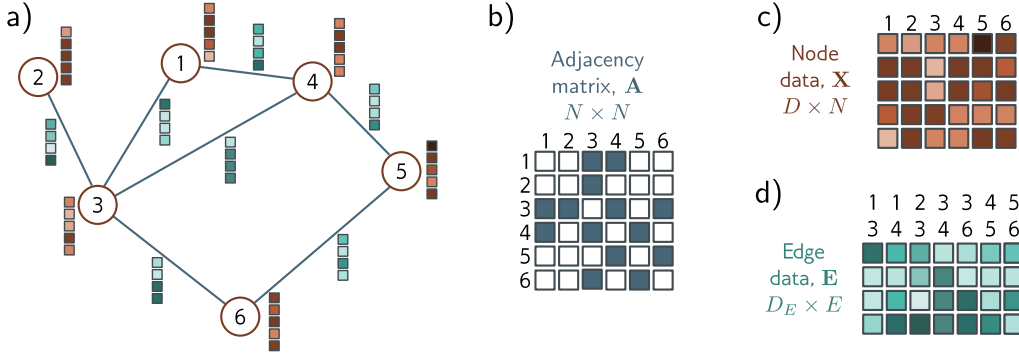 a)
2
1
4
3
5
6
b)
Adjacency
matrix, A
N × N
1 2 3 4 5 6
1
2
3
4
5
6
c)
Node
data, X
D × N
1 2 3 4 5 6
d)
Edge
data, E
D_E × E
1 1 2 3 3 4 5
3 4 3 4 6 5 6